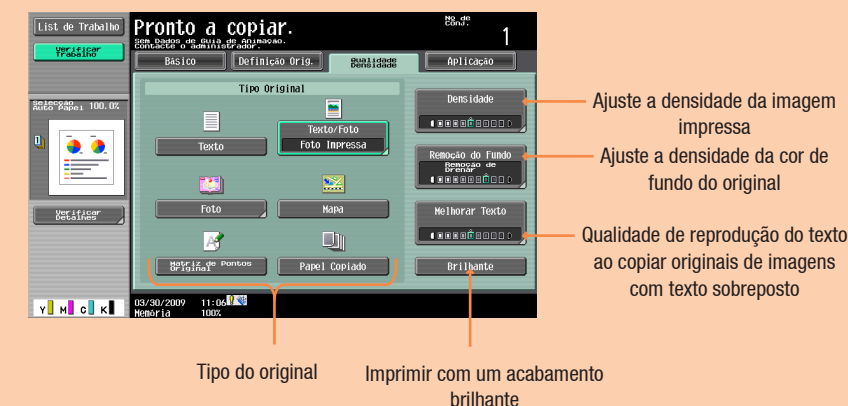 List de Trabalho
Pronto a copiar.
Sem Dados de Guia de Animação.
Contacte o administrador.
No de
Conj.
1
Verificar
Trabalho
Básico
Definição Orig.
Qualidade
Densidade
Aplicação
Selecção
Auto Papel
100.0%
Tipo Original
Texto
Texto/Foto
Foto Impressa
Foto
Mapa
Matriz de Pontos
Original
Papel Copiado
Densidade
Remoção do Fundo
Remoção de
Drenar
Melhorar Texto
Brilhante
Verificar
Detalhes
Y M C K
03/30/2009 11:06
Memória 100%
Ajuste a densidade da imagem
impressa
Ajuste a densidade da cor de
fundo do original
Qualidade de reprodução do texto
ao copiar originais de imagens
com texto sobreposto
Tipo do original
Imprimir com um acabamento
brilhante